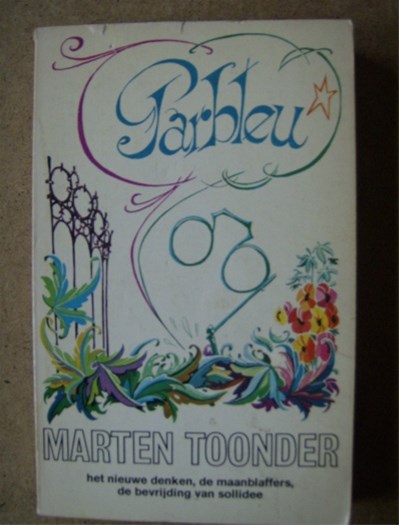 Parbleu
MARTEN TOONDER
het nieuwe denken, de maanblaffers,
de bevrijding van sollidee